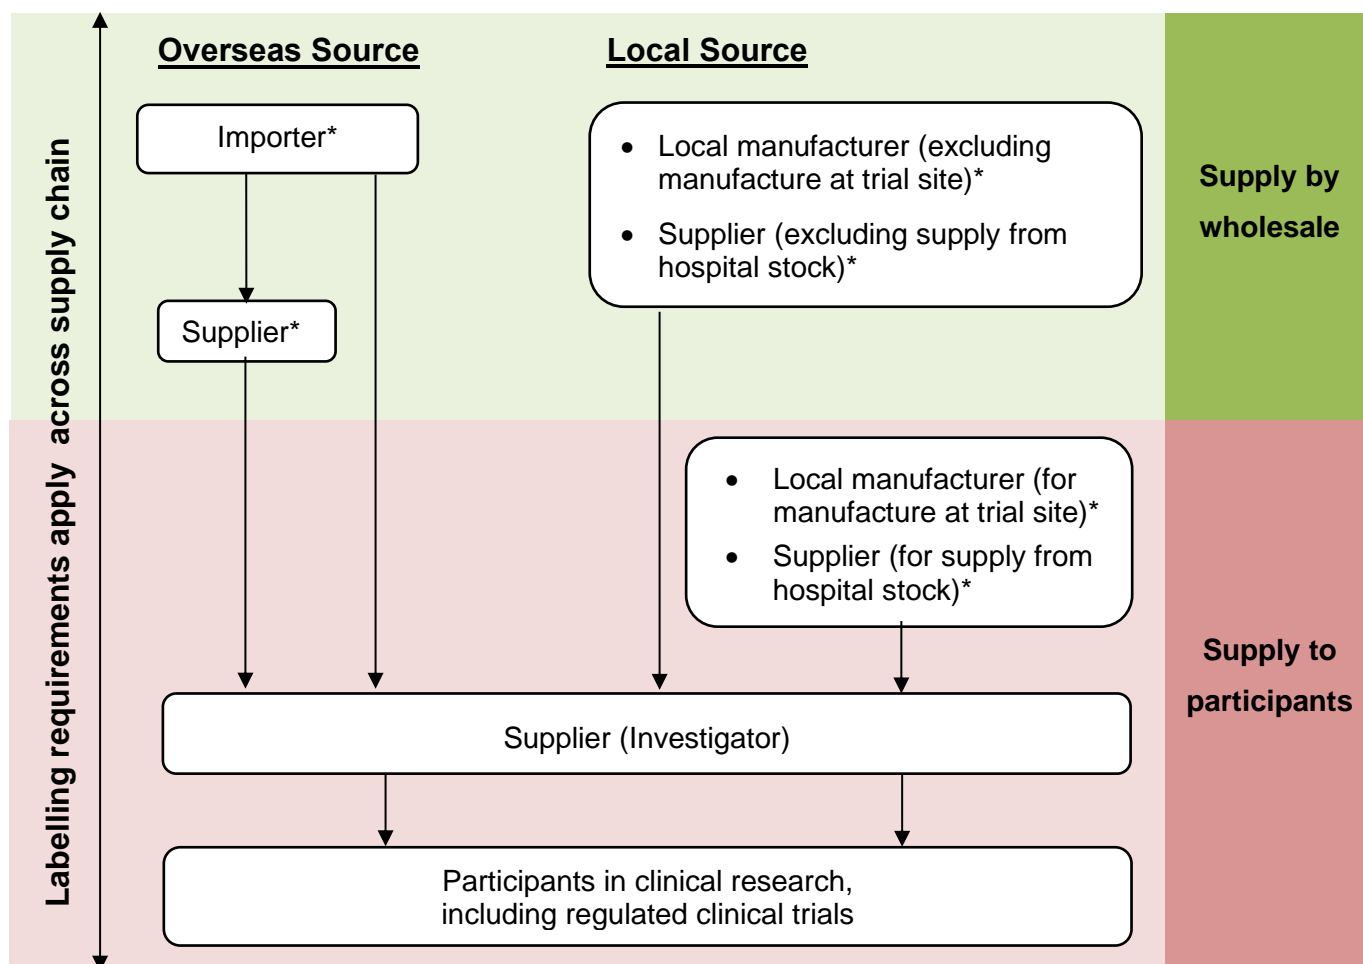 Labelling requirements apply across supply chain
Overseas Source
Local Source
Importer*
• Local manufacturer (excluding
manufacture at trial site)*
• Supplier (excluding supply from
hospital stock)*
Supply by
wholesale
Supplier*
• Local manufacturer (for
manufacture at trial site)*
• Supplier (for supply from
hospital stock)*
Supply to
participants
Supplier (Investigator)
Participants in clinical research,
including regulated clinical trials